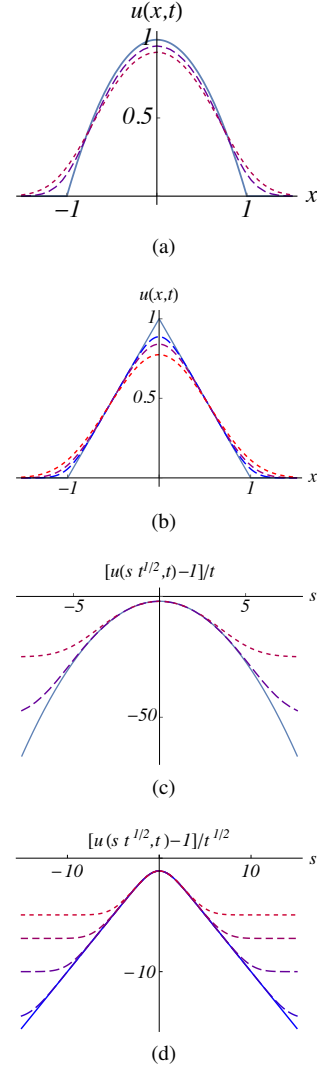 u(x,t)
1
0.5
x
−1
1
(a)
u(x,t)
1
0.5
x
−1
1
(b)
[u(s t^{1/2},t)−1]/t
s
−5
5
−50
(c)
[u(s t^{1/2},t)−1]/t^{1/2}
s
−10
10
−10
(d)